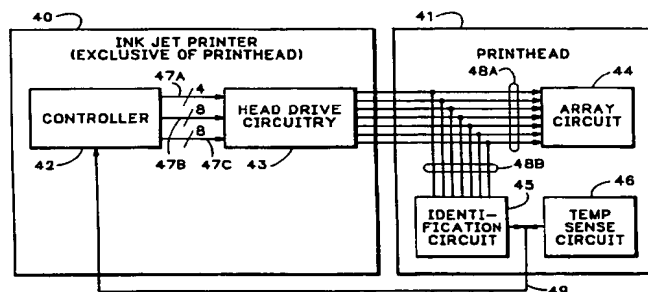 40
41
INK JET PRINTER
(EXCLUSIVE OF PRINTHEAD)
PRINTHEAD
47A
4
48A
44
CONTROLLER
8
HEAD DRIVE
CIRCUITRY
ARRAY
CIRCUIT
8
42
47B
47C
43
48B
45
46
IDENTI-
FICATION
CIRCUIT
TEMP
SENSE
CIRCUIT
49